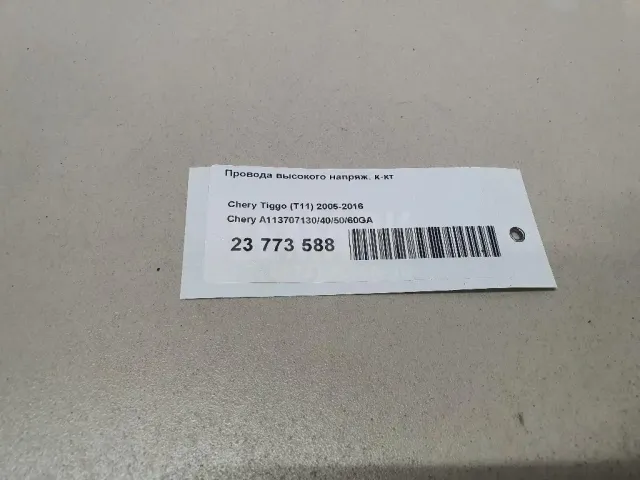 Провода высокого напряж. к-кт
Chery Tiggo (T11) 2005-2016
Chery A113707130/40/50/60GA
23 773 588